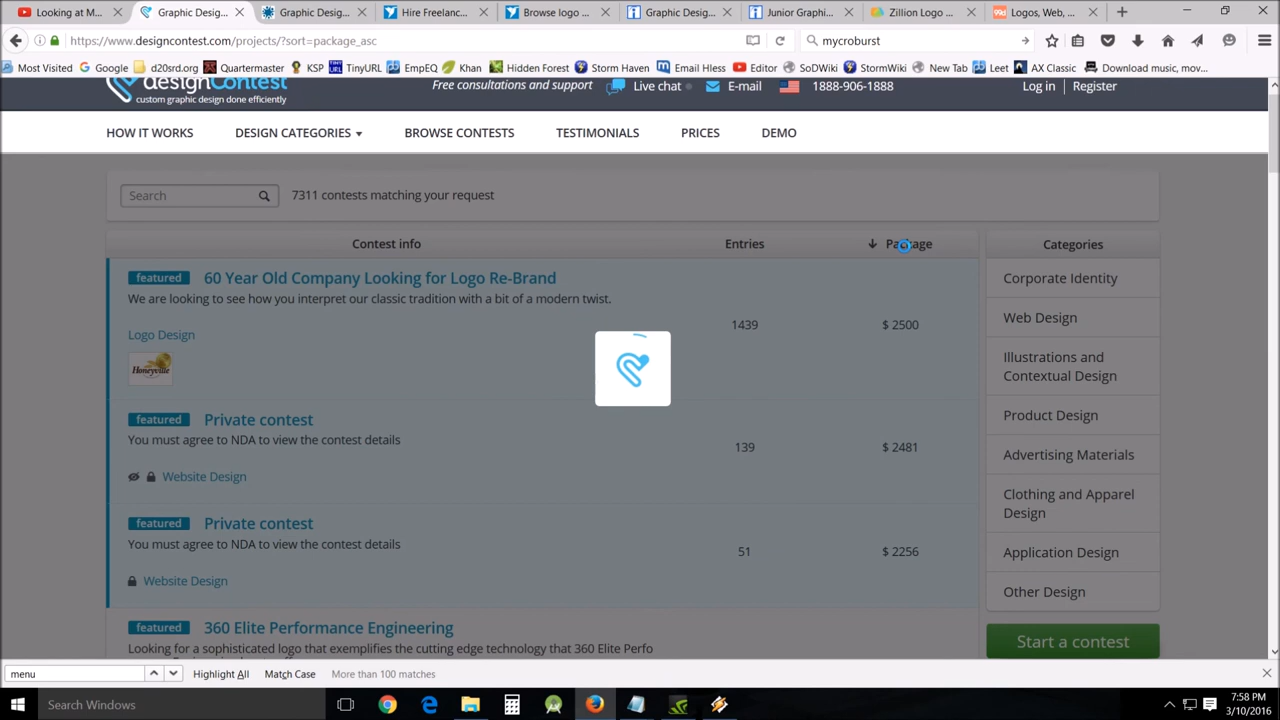 Looking at M...
Graphic Desig...
Graphic Desig...
Hire Freelanc...
Browse logo ...
Graphic Desig...
Junior Graphi...
Zillion Logo ...
Logos, Web, ...
https://www.designcontest.com/projects/?sort=package_asc
mycroburst
Most Visited
Google
d20srd.org
Quartermaster
KSP
TinyURL
EmpEQ
Khan
Hidden Forest
Storm Haven
Email Hless
Editor
SoDWiki
StormWiki
New Tab
Leet
AX Classic
Download music, mov...
designContest
custom graphic design done efficiently
Free consultations and support
Live chat
E-mail
1888-906-1888
Log in
Register
HOW IT WORKS
DESIGN CATEGORIES
BROWSE CONTESTS
TESTIMONIALS
PRICES
DEMO
Search
7311 contests matching your request
Contest info
Entries
Package
Categories
featured
60 Year Old Company Looking for Logo Re-Brand
We are looking to see how you interpret our classic tradition with a bit of a modern twist.
Logo Design
Honeyville
1439
$ 2500
featured
Private contest
You must agree to NDA to view the contest details
Website Design
139
$ 2481
featured
Private contest
You must agree to NDA to view the contest details
Website Design
51
$ 2256
featured
360 Elite Performance Engineering
Looking for a sophisticated logo that exemplifies the cutting edge technology that 360 Elite Perfo
Corporate Identity
Web Design
Illustrations and
Contextual Design
Product Design
Advertising Materials
Clothing and Apparel
Design
Application Design
Other Design
Start a contest
menu
Highlight All
Match Case
More than 100 matches
Search Windows
7:58 PM
3/10/2016